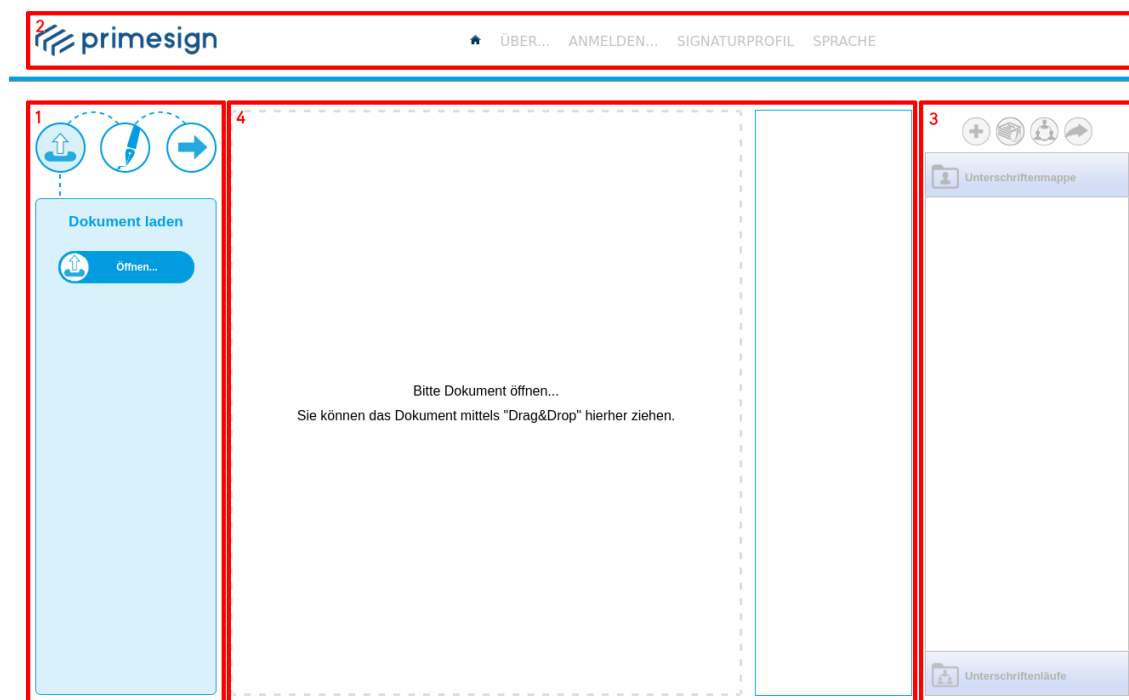 2
primesign
ÜBER... ANMELDEN... SIGNATURPROFIL SPRACHE
1
Dokument laden
Öffnen...
4
Bitte Dokument öffnen...
Sie können das Dokument mittels "Drag&Drop" hierher ziehen.
3
Unterschriftenmappe
Unterschriftenläufe